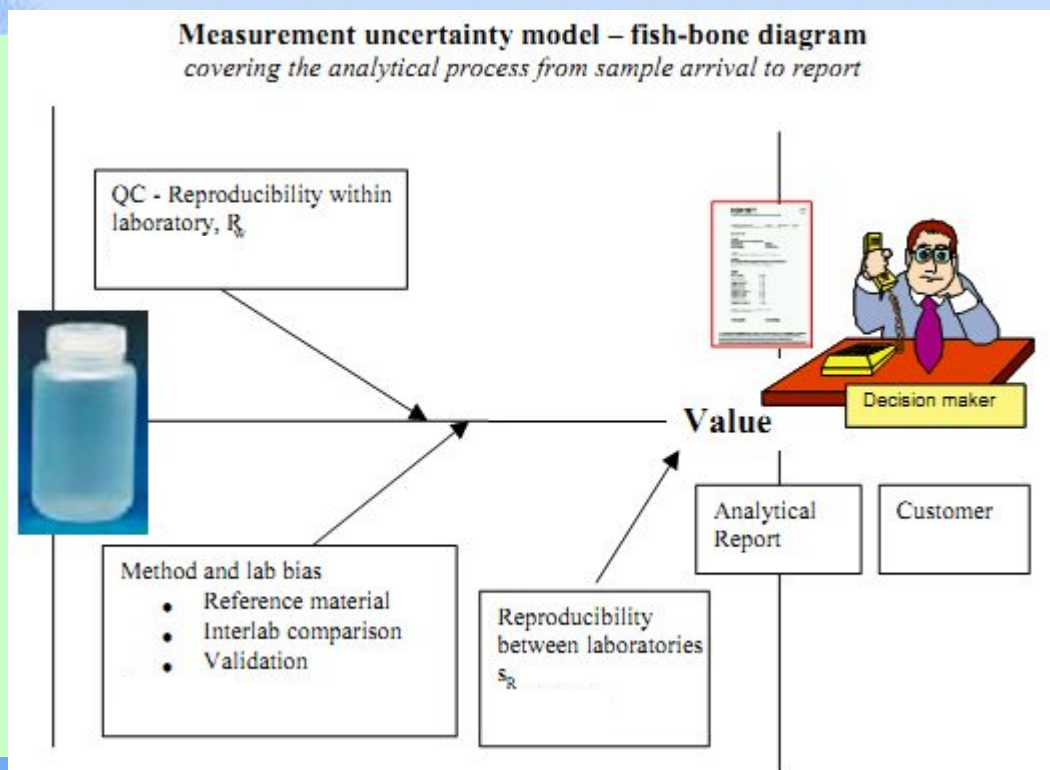 Measurement uncertainty model – fish-bone diagram
covering the analytical process from sample arrival to report
QC - Reproducibility within
laboratory, Rw
Decision maker
Value
Analytical
Report
Customer
Method and lab bias
• Reference material
• Interlab comparison
• Validation
Reproducibility
between laboratories
sR